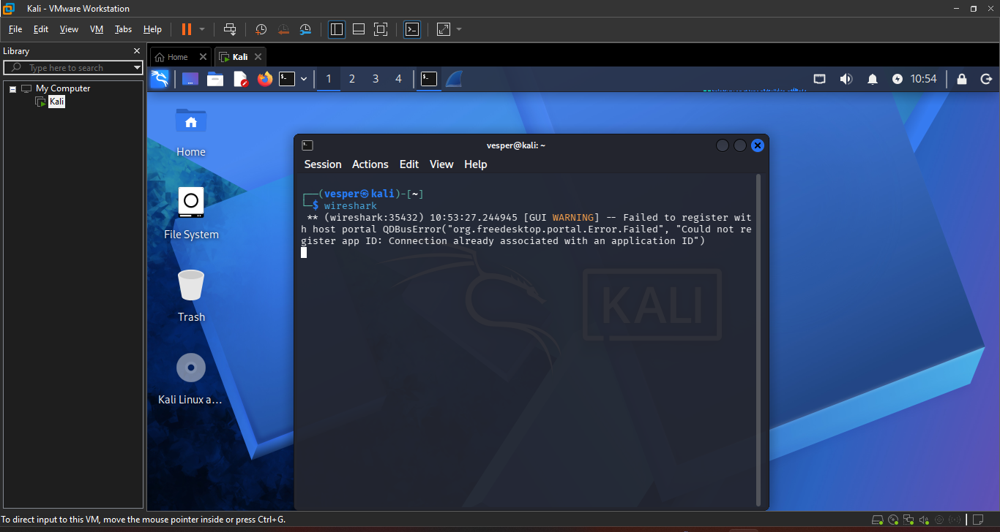 Kali - VMware Workstation
File Edit View VM Tabs Help
Library
Type here to search
My Computer
Kali
Home
Kali
1 2 3 4
10:54
Home
File System
Trash
Kali Linux a...
vesper@kali: ~
Session Actions Edit View Help
┌──(vesper㉿kali)-[~]
└─$ wireshark
** (wireshark:35432) 10:53:27.244945 [GUI WARNING] -- Failed to register wit
h host portal QDBusError("org.freedesktop.portal.Error.Failed", "Could not re
gister app ID: Connection already associated with an application ID")
KALI
To direct input to this VM, move the mouse pointer inside or press Ctrl+G.